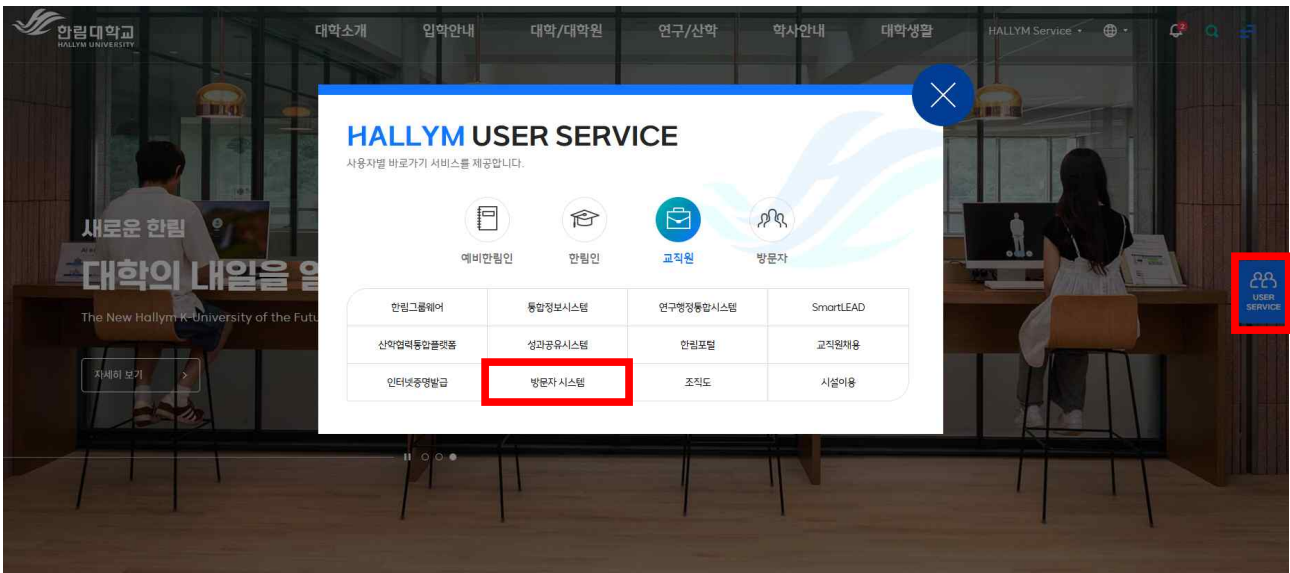 한림대학교
HALLYM UNIVERSITY
대학소개 입학안내 대학/대학원 연구/산학 학사안내 대학생활 HALLYM Service
2
HALLYM USER SERVICE
사용자별 바로가기 서비스를 제공합니다.
예비한림인 한림인 교직원 방문자
한림그룹웨어 통합정보시스템 연구행정통합시스템 SmartLEAD
산학협력통합플랫폼 성과공유시스템 한림포털 교직원채용
인터넷증명발급 방문자 시스템 조직도 시설이용
새로운 한림
대학의 내일을
The New Hallym K-University of the Futu
자세히 보기
USER
SERVICE